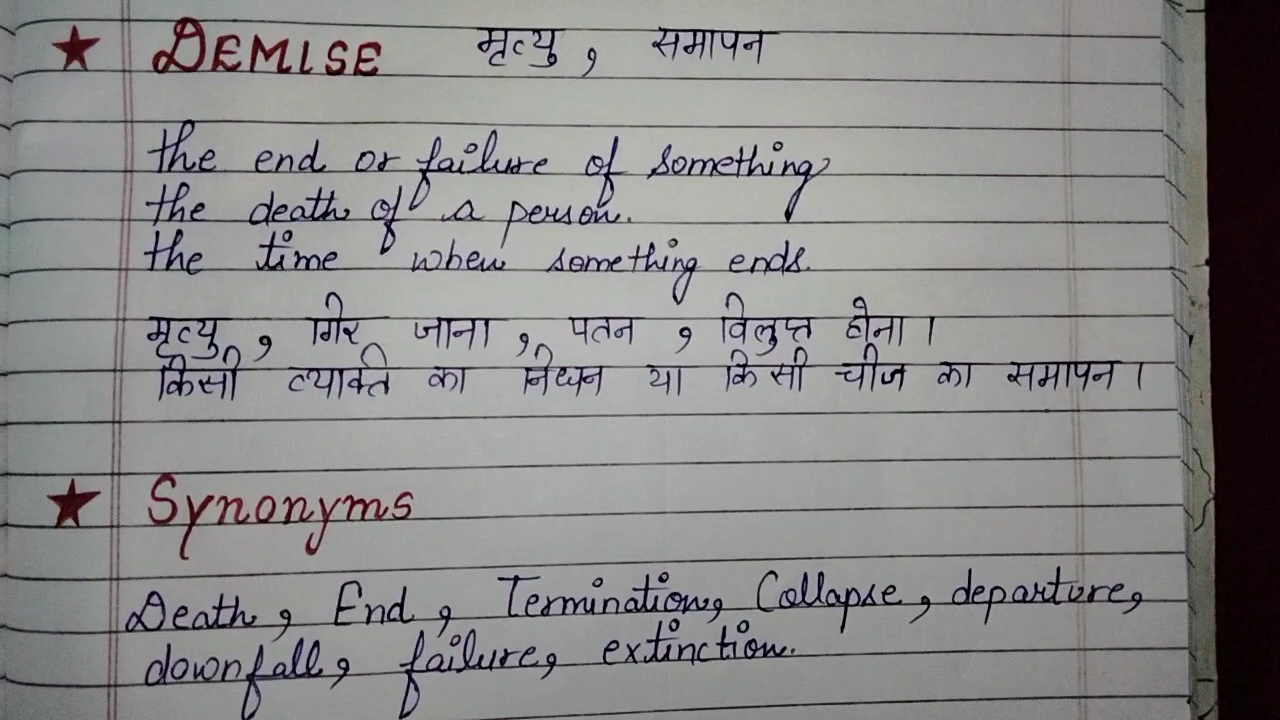 ★ DEMISE मृत्यु, समापन
the end or failure of something,
the death of a person.
the time when something ends.
मृत्यु, गिर जाना, पतन, विलुप्त होना।
किसी व्यक्ति का निधन या किसी चीज का समापन।
★ Synonyms
Death, End, Termination, Collapse, departure,
downfall, failure, extinction.